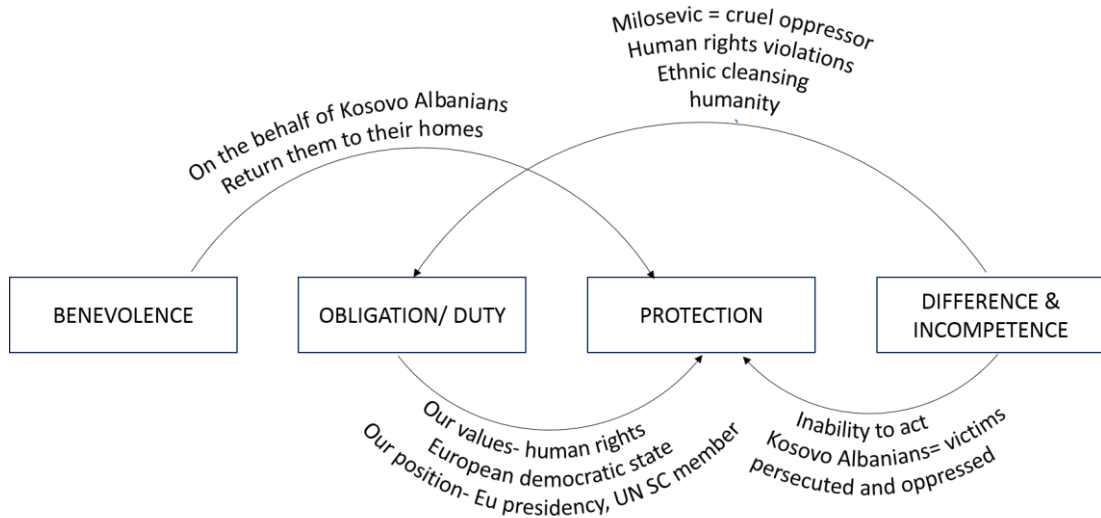 Milosevic = cruel oppressor
Human rights violations
Ethnic cleansing
humanity
On the behalf of Kosovo Albanians
Return them to their homes
BENEVOLENCE
OBLIGATION/ DUTY
PROTECTION
DIFFERENCE &
INCOMPETENCE
Our values- human rights
European democratic state
Our position- Eu presidency, UN SC member
Inability to act
Kosovo Albanians= victims
persecuted and oppressed